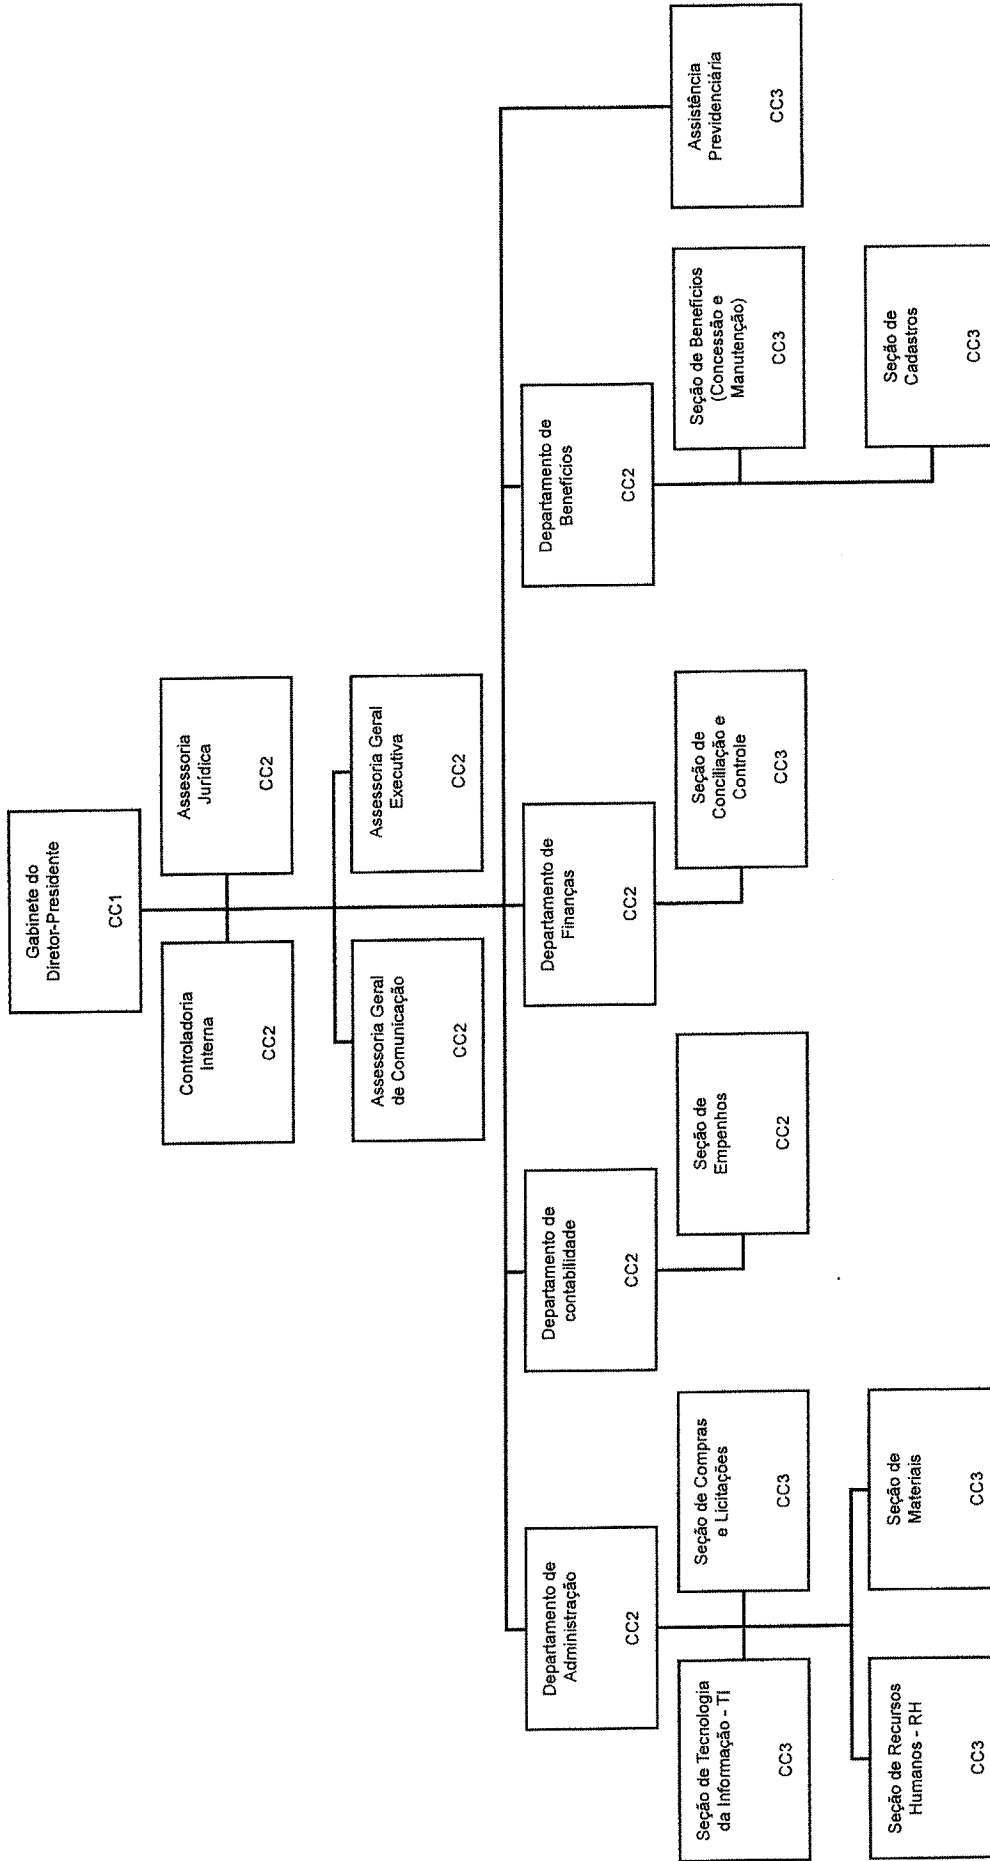 Gabinete do
Diretor-Presidente
CC1
Controladoria
Interna
CC2
Assessoria
Jurídica
CC2
Assessoria Geral
de Comunicação
CC2
Assessoria Geral
Executiva
CC2
Departamento de
Administração
CC2
Departamento de
contabilidade
CC2
Departamento de
Finanças
CC2
Departamento de
Benefícios
CC2
Assistência
Previdenciária
CC3
Seção de Tecnologia
da Informação - TI
CC3
Seção de Compras
e Licitações
CC3
Seção de
Empenhos
CC2
Seção de
Conciliação e
Controle
CC3
Seção de Benefícios
(Concessão e
Manutenção)
CC3
Seção de Recursos
Humanos - RH
CC3
Seção de
Materiais
CC3
Seção de
Cadastros
CC3